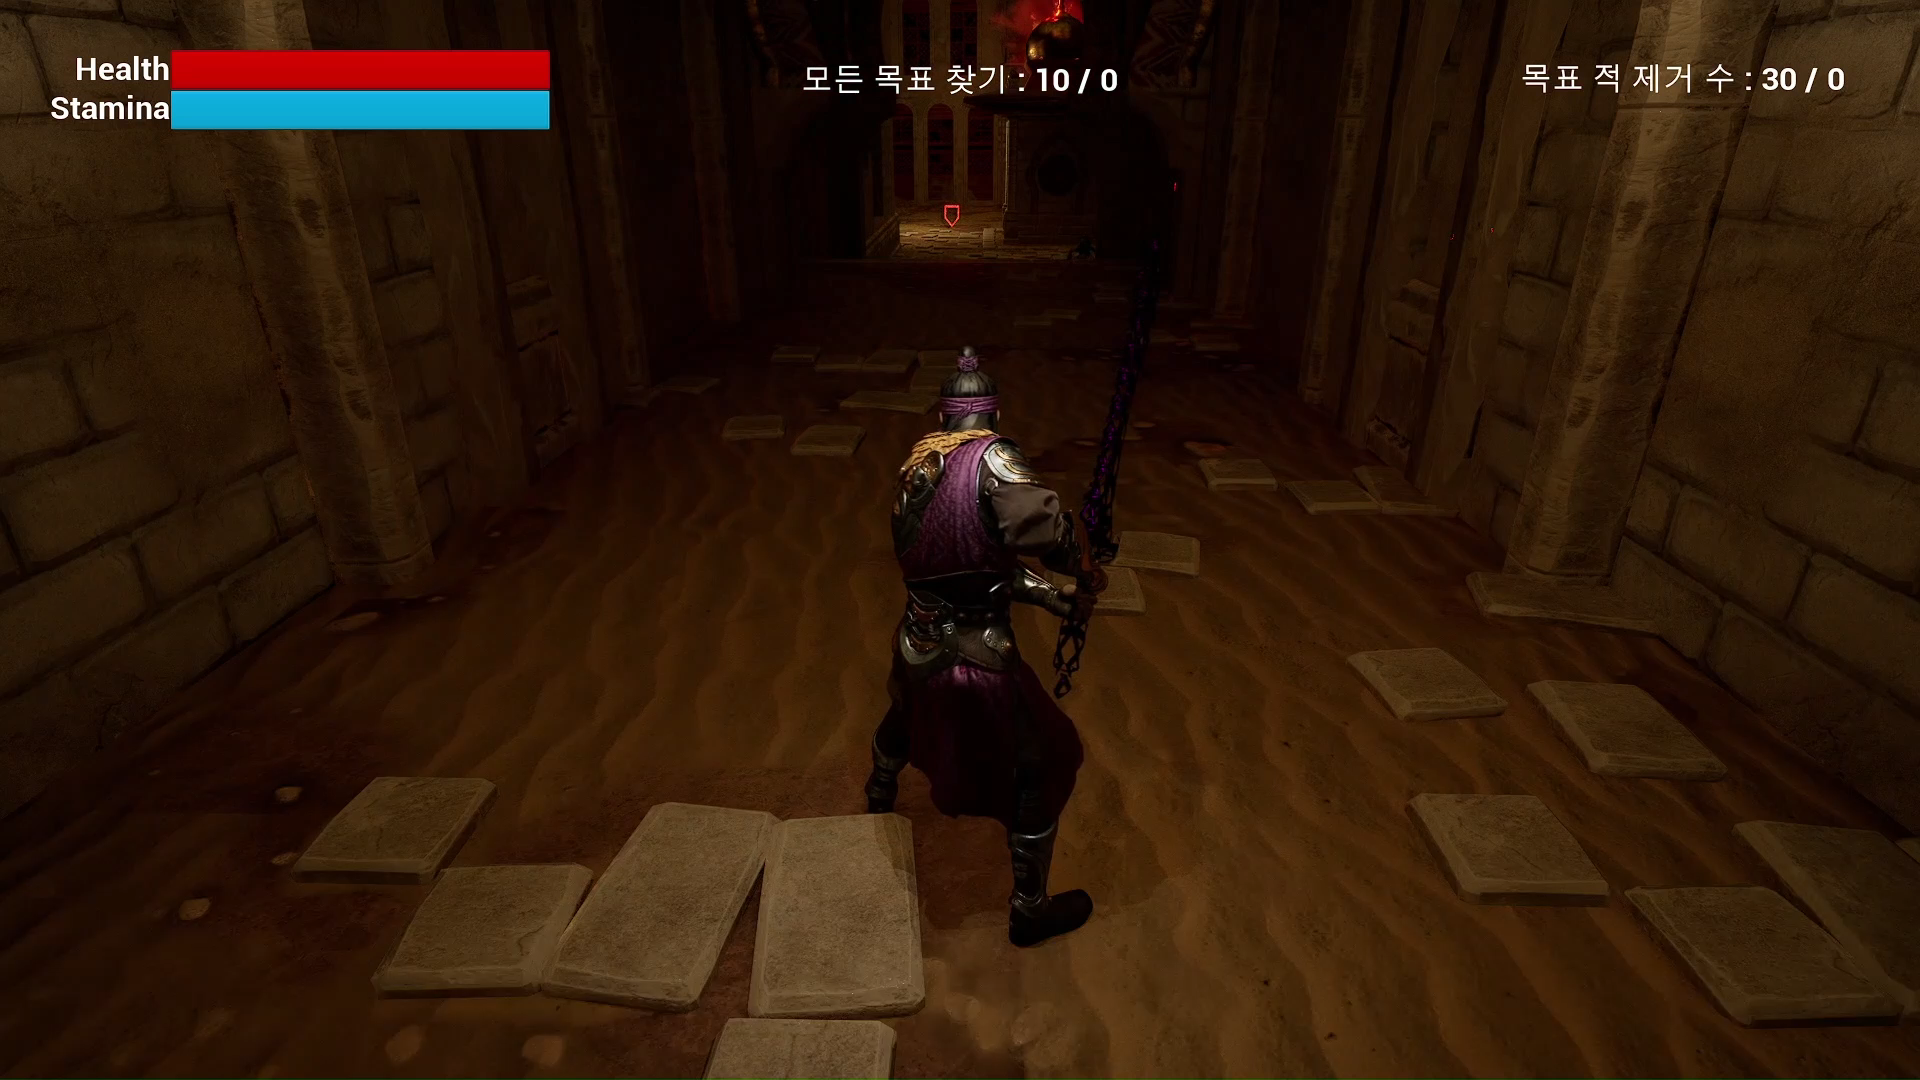 Health
Stamina
모든 목표 찾기 : 10 / 0
목표 적 제거 수 : 30 / 0